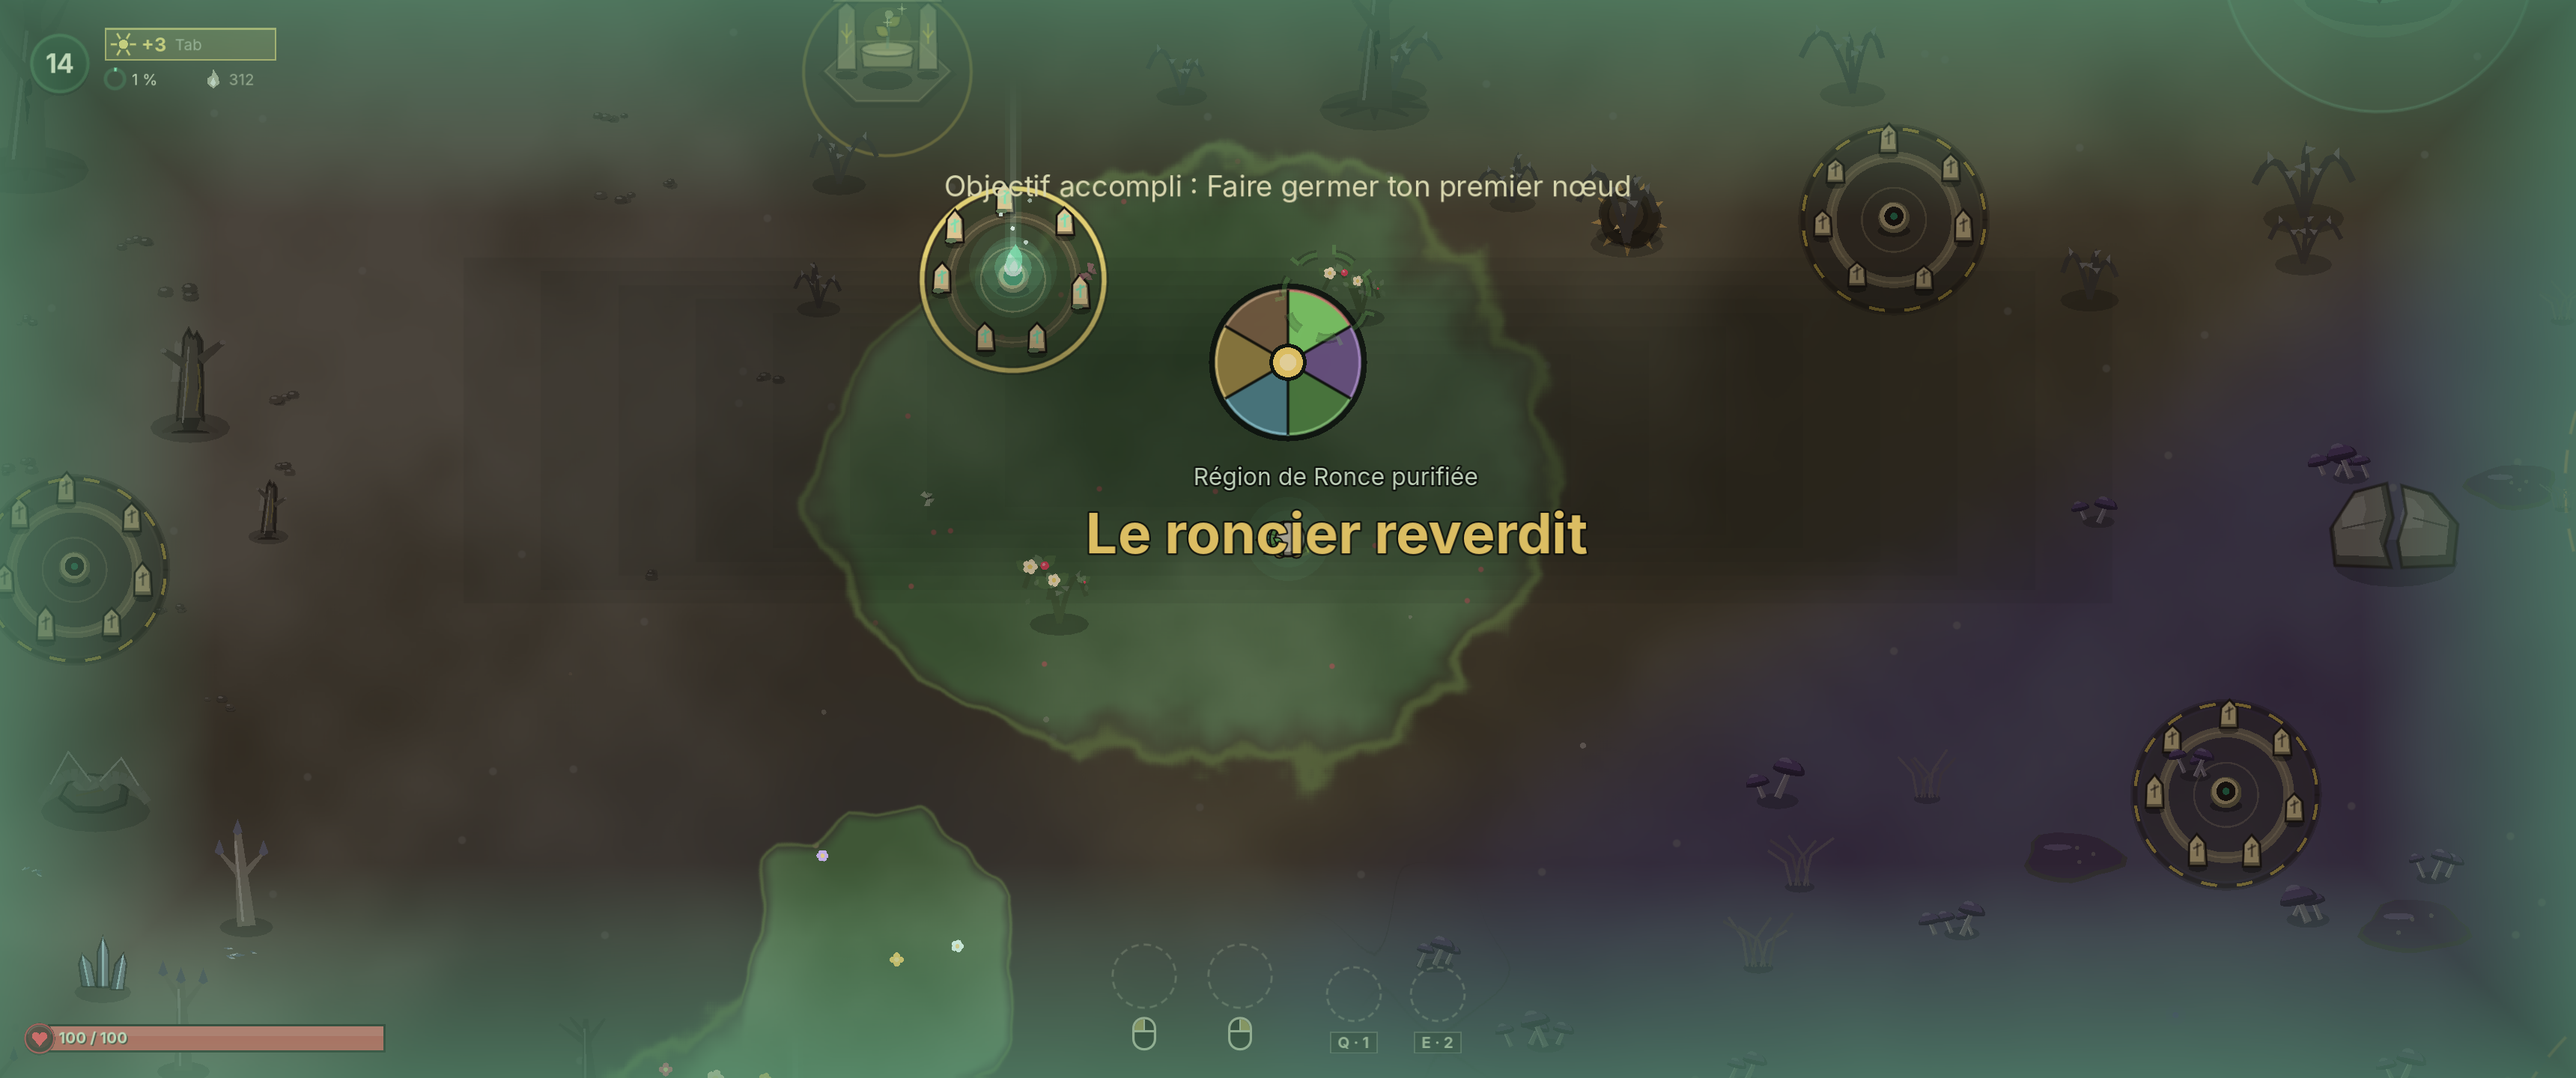 14
+3 Tab
1 % 312
Objectif accompli : Faire germer ton premier nœud
Région de Ronce purifiée
Le roncier reverdit
100 / 100
Q · 1 E · 2